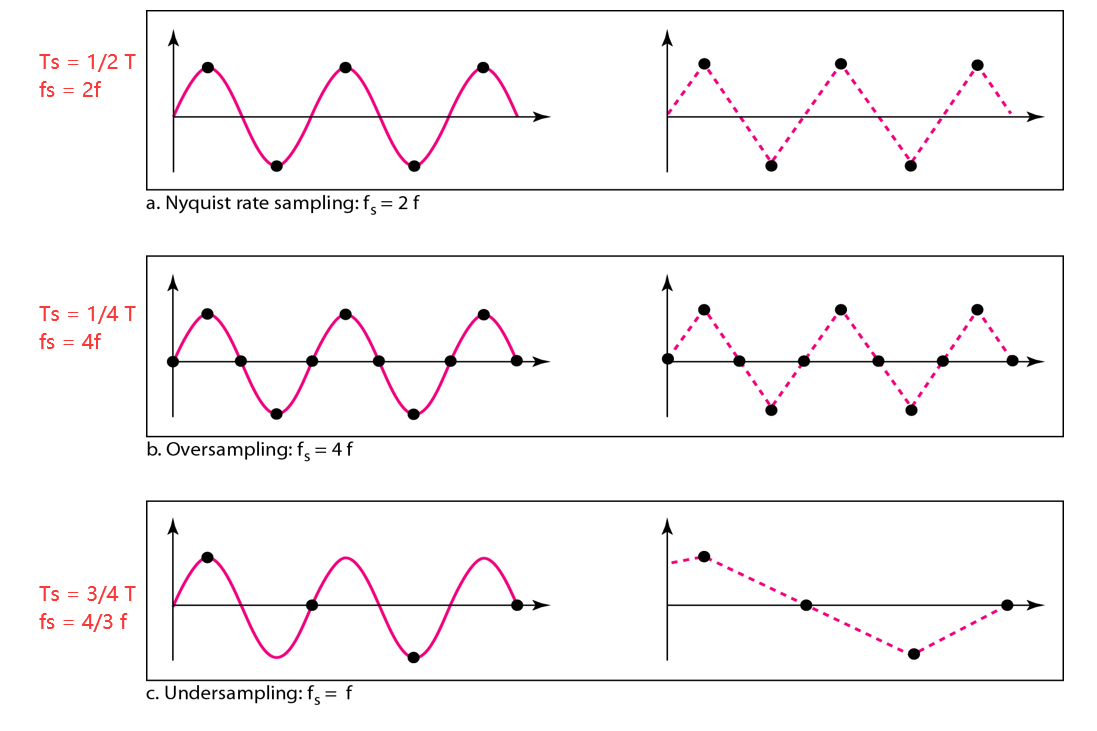 Ts = 1/2 T
fs = 2f
a. Nyquist rate sampling: fs = 2 f
Ts = 1/4 T
fs = 4f
b. Oversampling: fs = 4 f
Ts = 3/4 T
fs = 4/3 f
c. Undersampling: fs = f